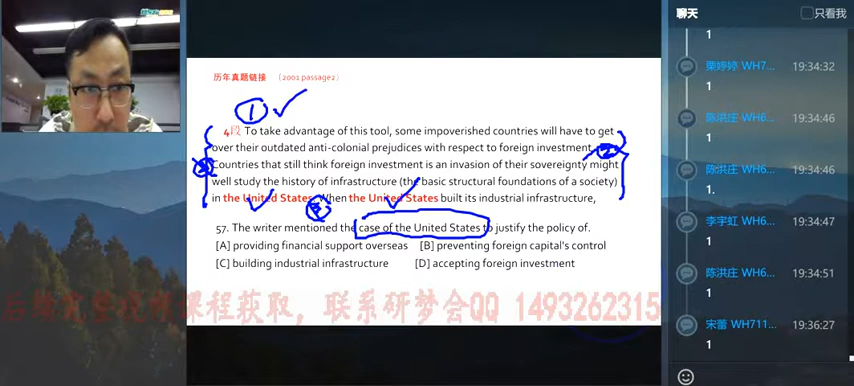 历年真题链接 (2001 passage2)
①
4段 To take advantage of this tool, some impoverished countries will have to get
over their outdated anti-colonial prejudices with respect to foreign investment.
Countries that still think foreign investment is an invasion of their sovereignty might
well study the history of infrastructure (the basic structural foundations of a society)
in the United States. When the United States built its industrial infrastructure,
57. The writer mentioned the case of the United States to justify the policy of.
[A] providing financial support overseas [B] preventing foreign capital's control
[C] building industrial infrastructure [D] accepting foreign investment
课程获取,联系研梦会QQ 1493262315
聊天
只看我
1
栗婷婷 WH7... 19:34:32
1
陈洪庄 WH6... 19:34:46
1
陈洪庄 WH6... 19:34:46
1.
李宇虹 WH6... 19:34:51
1
陈洪庄 WH6... 19:34:51
1
宋蕾 WH711... 19:36:27
1